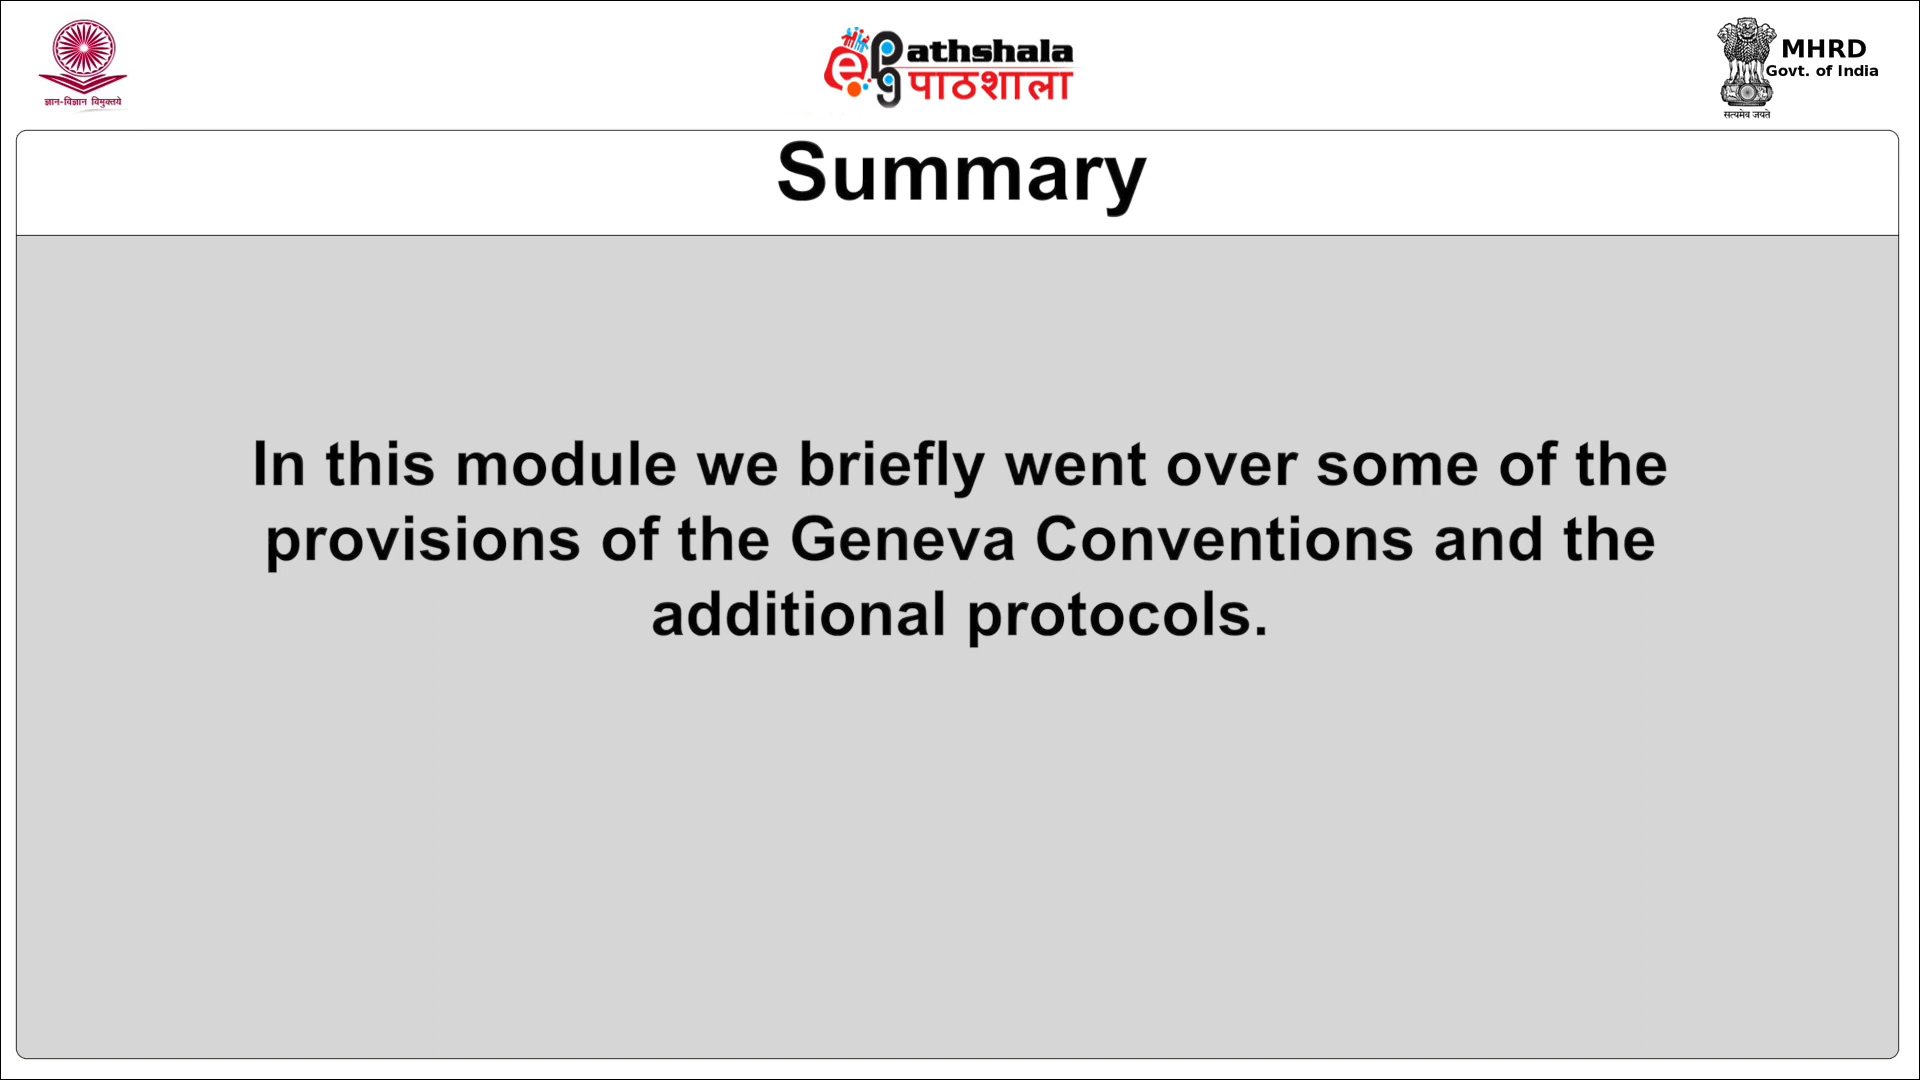 ज्ञान-विज्ञान विमुक्तये
e Pg athshala
पाठशाला
MHRD
Govt. of India
सत्यमेव जयते
Summary
In this module we briefly went over some of the
provisions of the Geneva Conventions and the
additional protocols.